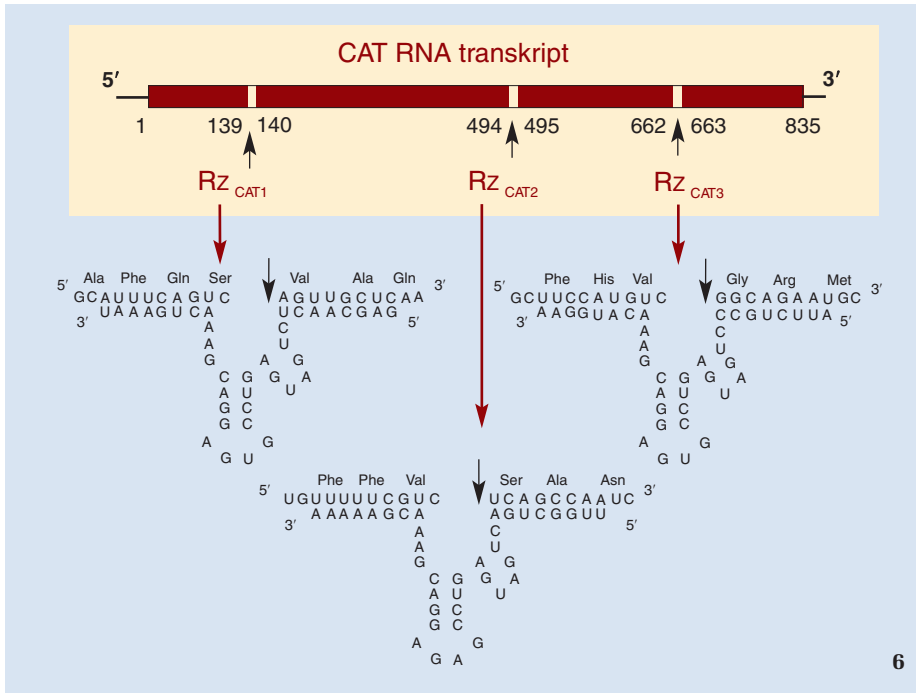 CAT RNA transkript
5′ 3′
1 139 140 494 495 662 663 835
Rz CAT1 Rz CAT2 Rz CAT3
Ala Phe Gln Ser Val Ala Gln
5′ GCAUUUCAGUC AGUUGCUCAA 3′
3′ UAAAGUCA UCAACGAG 5′
A
A
A
G
C
A
G
G
A
G
U
G
C
C
U
G
A
G
U
A
G
U
C
U
Phe His Val Gly Arg Met
5′ GCUUCCAUGUC GGCAGAAUGC 3′
3′ AAGGUACA GCCGUCUUA 5′
A
A
A
G
C
A
G
G
A
G
U
G
C
C
U
G
A
G
U
A
G
U
C
C
Phe Phe Val Ser Ala Asn
5′ UGUUUUUCGUC UCAGCCAAUC 3′
3′ AAAAAGCA AGUCGGUU 5′
A
A
A
G
C
A
G
G
A
G
A
G
C
C
U
G
A
G
U
A
G
U
C
6